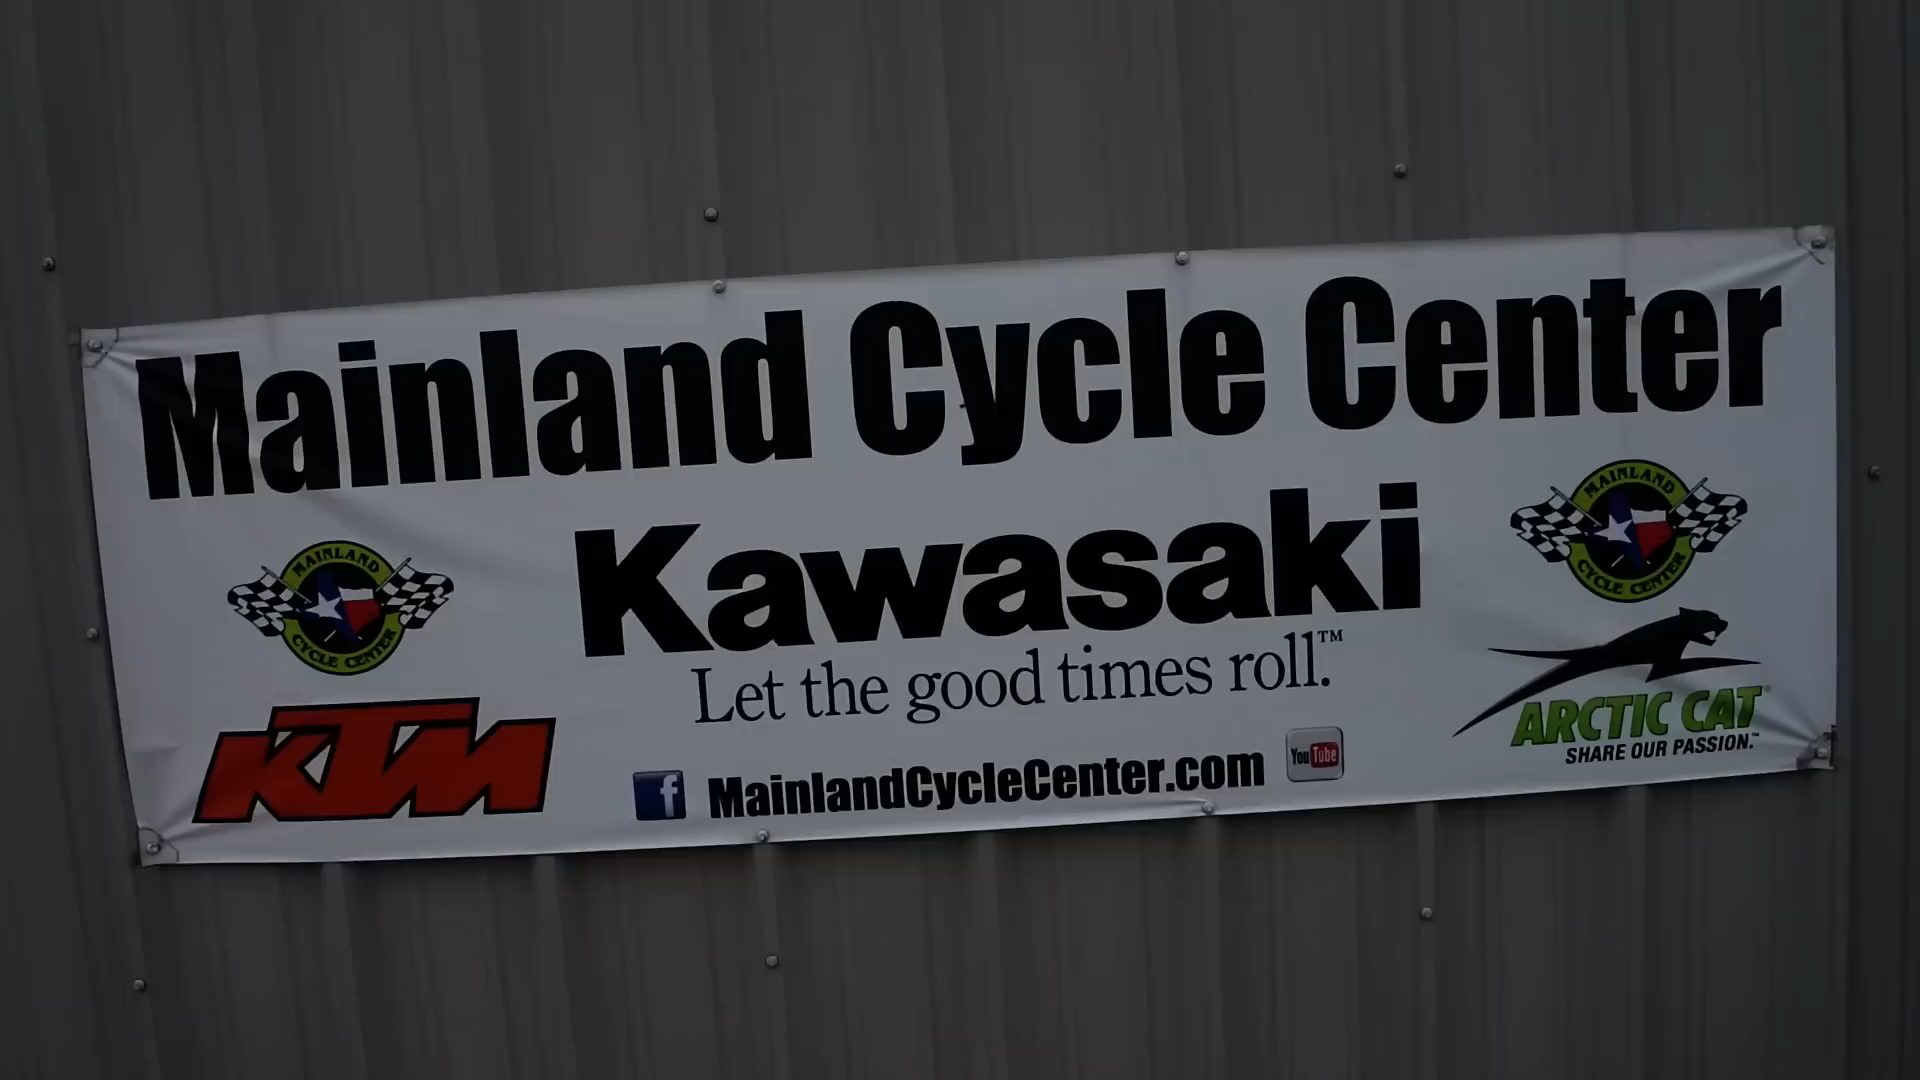 Mainland Cycle Center
Kawasaki
Let the good times roll.™
MAINLAND
CYCLE CENTER
KTM
f
MainlandCycleCenter.com
YouTube
MAINLAND
CYCLE CENTER
ARCTIC CAT®
SHARE OUR PASSION.™